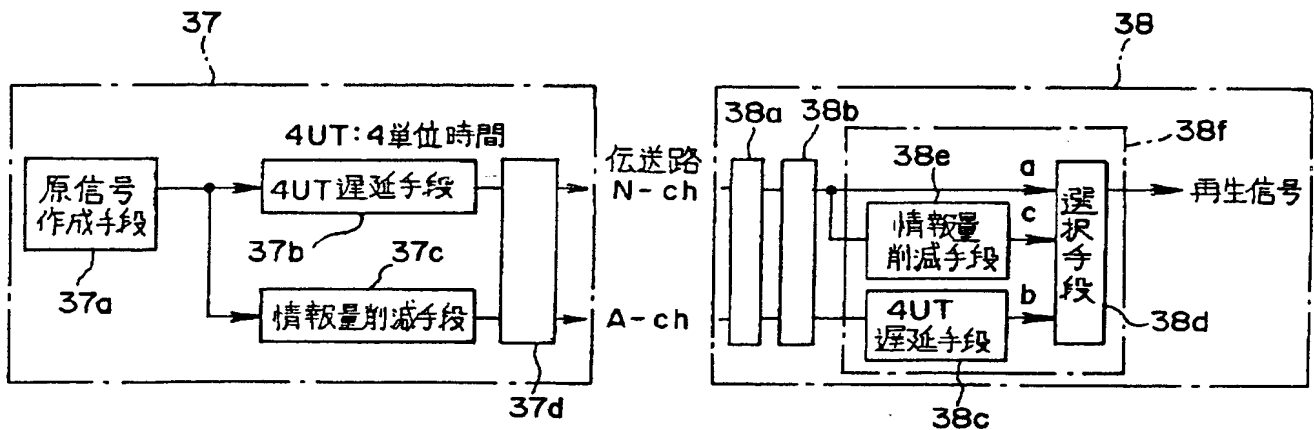 37
38
4UT:4単位時間
原信号
作成手段
37a
4UT遅延手段
37b
37c
情報量削減手段
37d
伝送路
N-ch
A-ch
38a
38b
38f
38e
a
c
情報量
削減手段
b
4UT
遅延手段
38c
選択手段
38d
再生信号